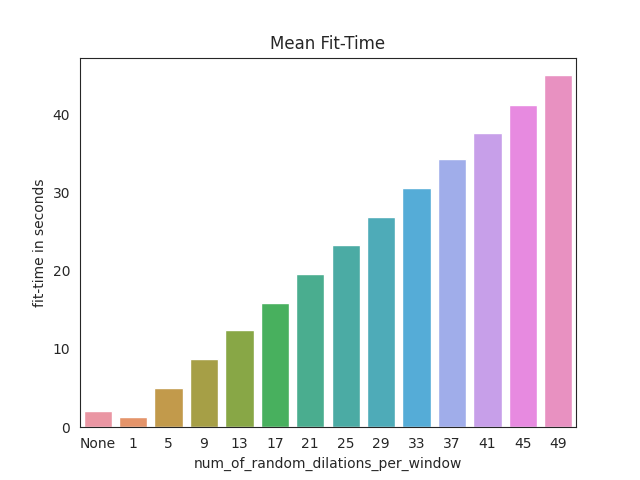 Mean Fit-Time
fit-time in seconds
40
30
20
10
0
None 1 5 9 13 17 21 25 29 33 37 41 45 49
num_of_random_dilations_per_window